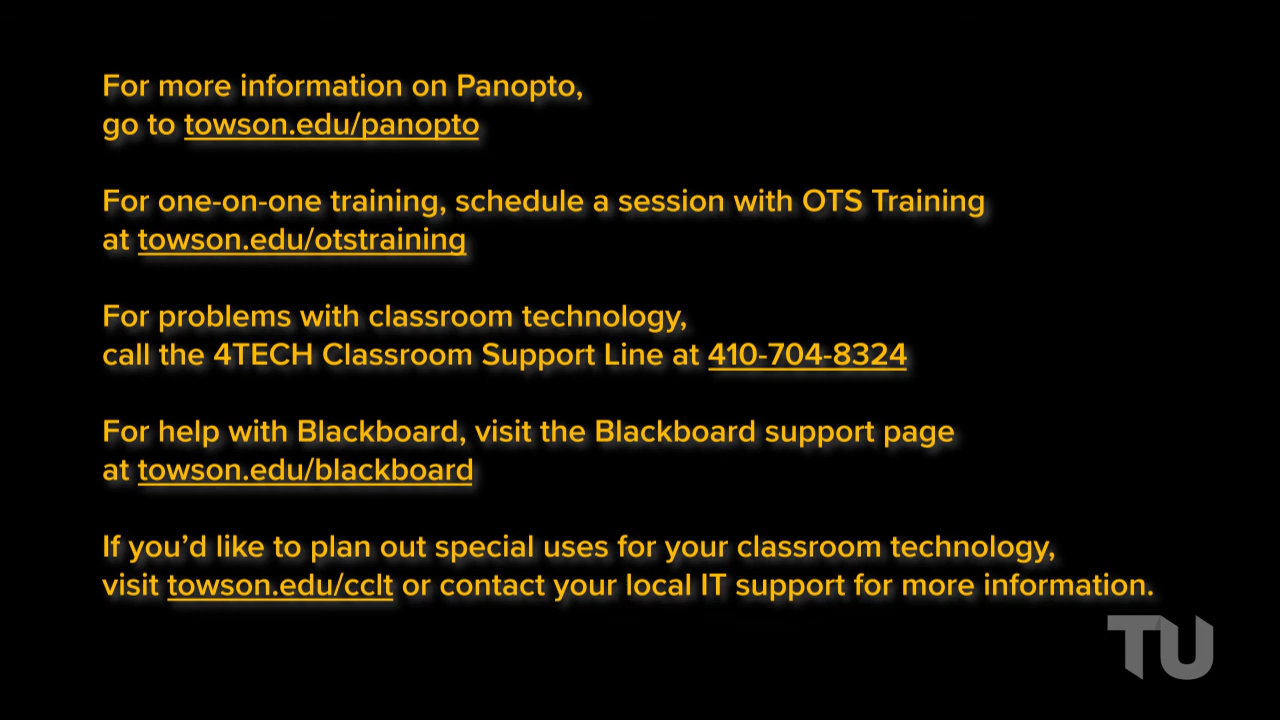 For more information on Panopto,
go to towson.edu/panopto
For one-on-one training, schedule a session with OTS Training
at towson.edu/otstraining
For problems with classroom technology,
call the 4TECH Classroom Support Line at 410-704-8324
For help with Blackboard, visit the Blackboard support page
at towson.edu/blackboard
If you’d like to plan out special uses for your classroom technology,
visit towson.edu/cclt or contact your local IT support for more information.
TU